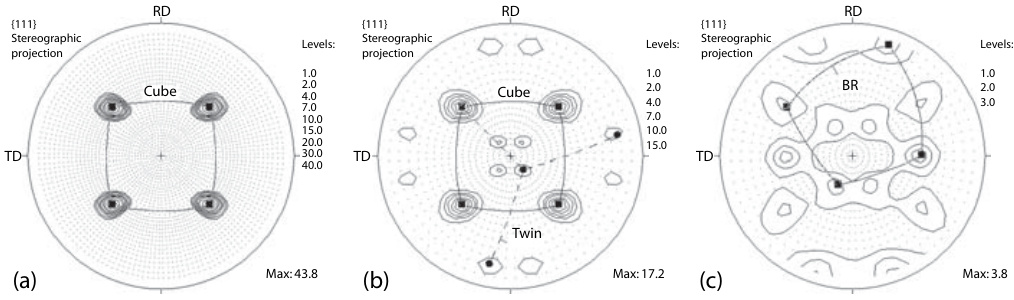 {111}
Stereographic
projection
RD
Levels:
1.0
2.0
4.0
7.0
10.0
15.0
20.0
30.0
40.0
Cube
TD
(a)
Max: 43.8
{111}
Stereographic
projection
RD
Levels:
1.0
2.0
4.0
7.0
10.0
15.0
Cube
TD
Twin
(b)
Max: 17.2
{111}
Stereographic
projection
RD
Levels:
1.0
2.0
3.0
BR
TD
(c)
Max: 3.8